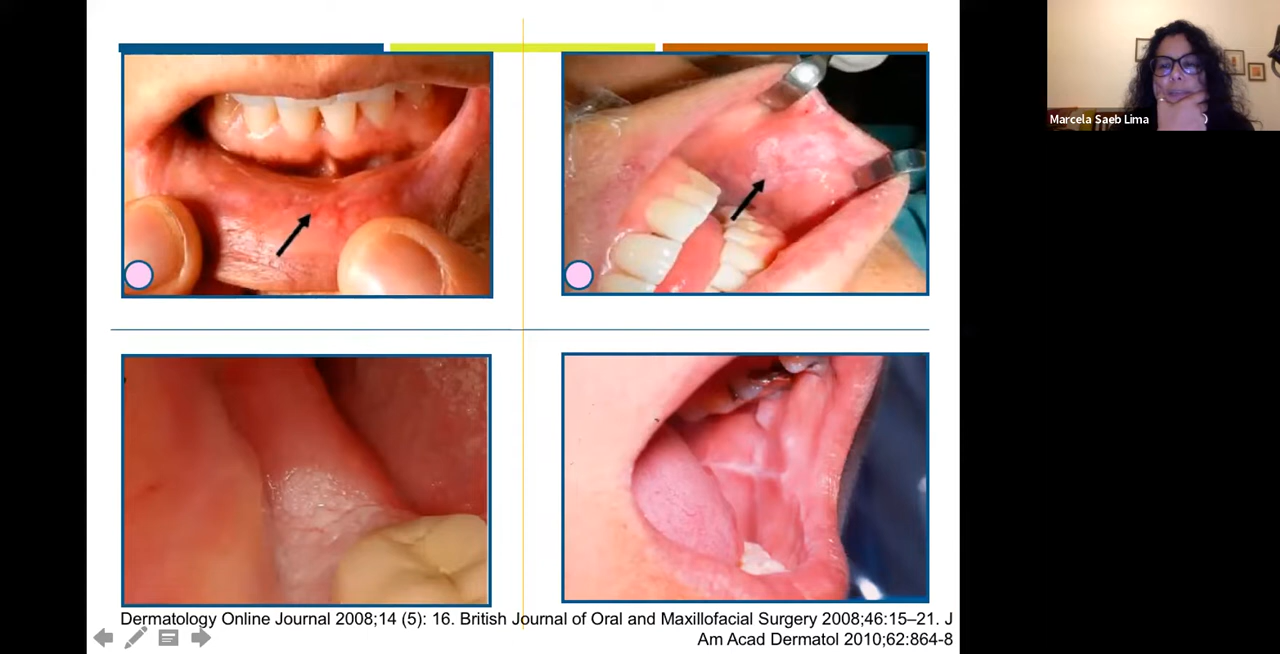 Marcela Saeb Lima
Dermatology Online Journal 2008;14 (5): 16. British Journal of Oral and Maxillofacial Surgery 2008;46:15–21. J
Am Acad Dermatol 2010;62:864-8